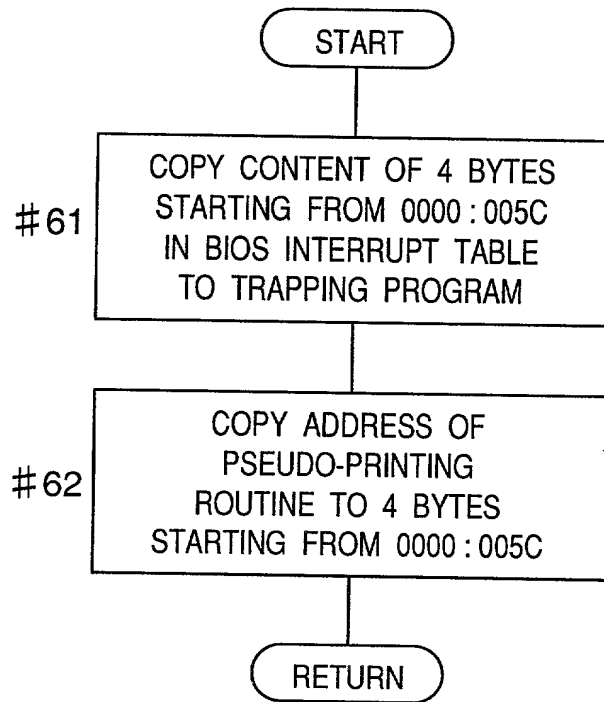 START
#61
COPY CONTENT OF 4 BYTES
STARTING FROM 0000:005C
IN BIOS INTERRUPT TABLE
TO TRAPPING PROGRAM
#62
COPY ADDRESS OF
PSEUDO-PRINTING
ROUTINE TO 4 BYTES
STARTING FROM 0000:005C
RETURN